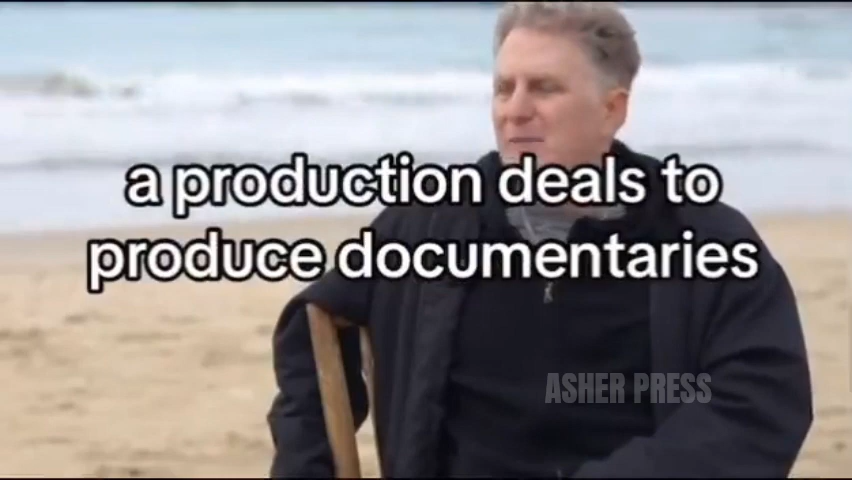 a production deals to
produce documentaries
ASHER PRESS